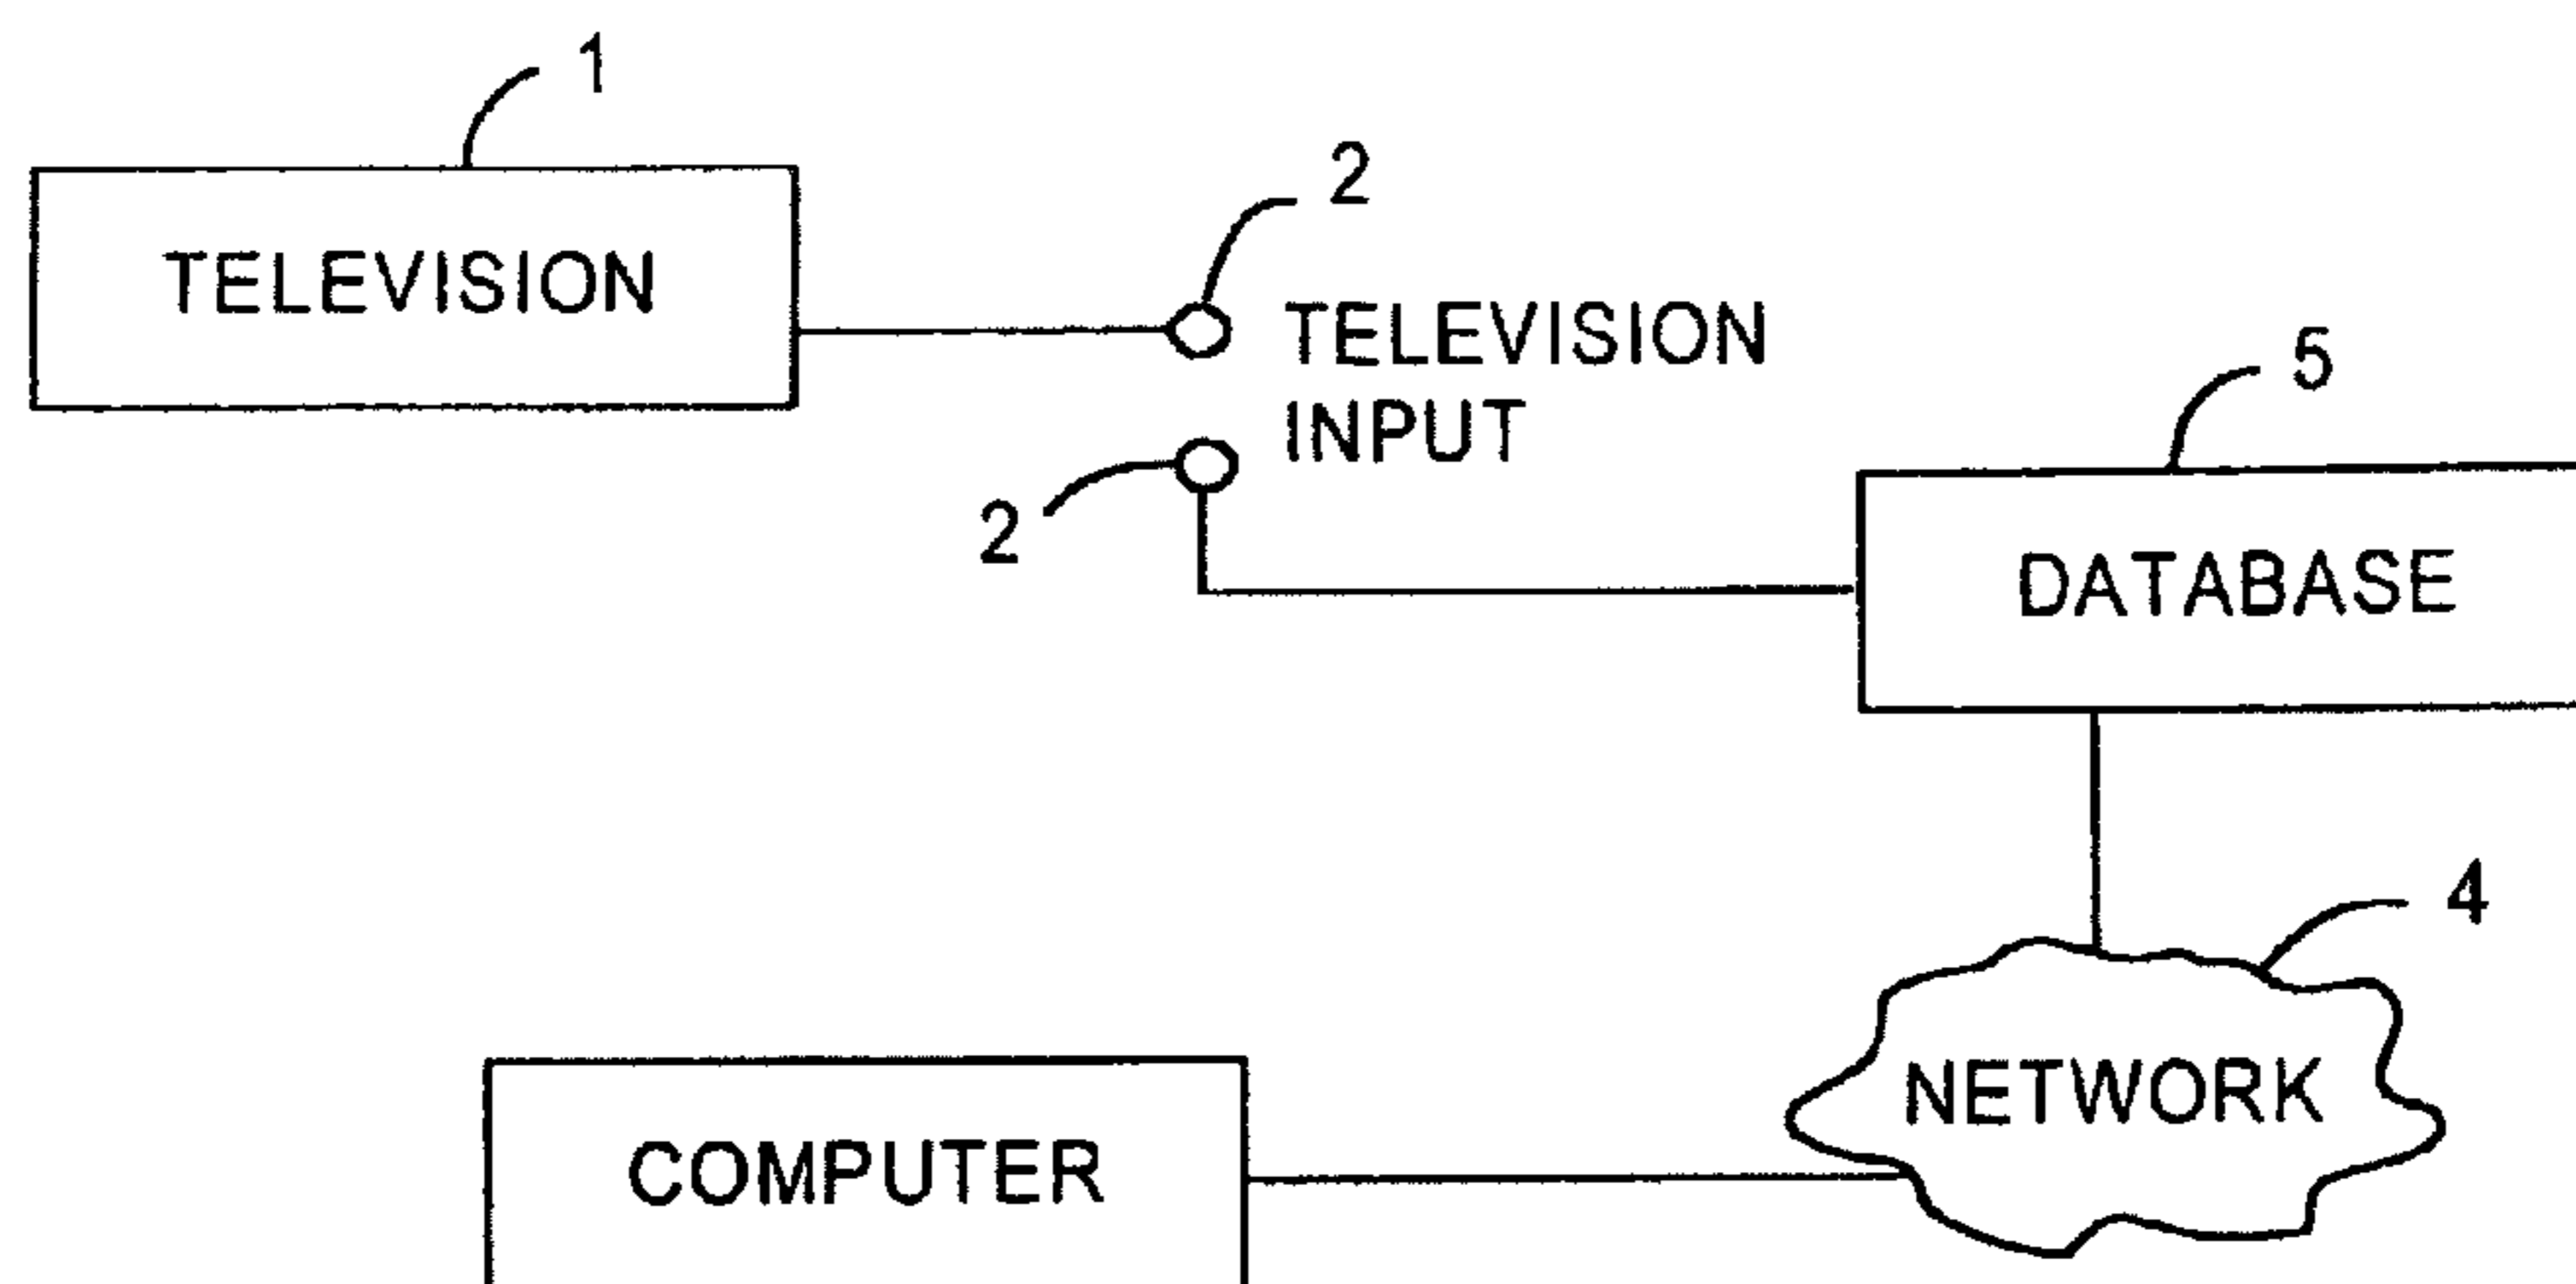 1
TELEVISION
2
TELEVISION
INPUT
2
5
DATABASE
4
NETWORK
COMPUTER